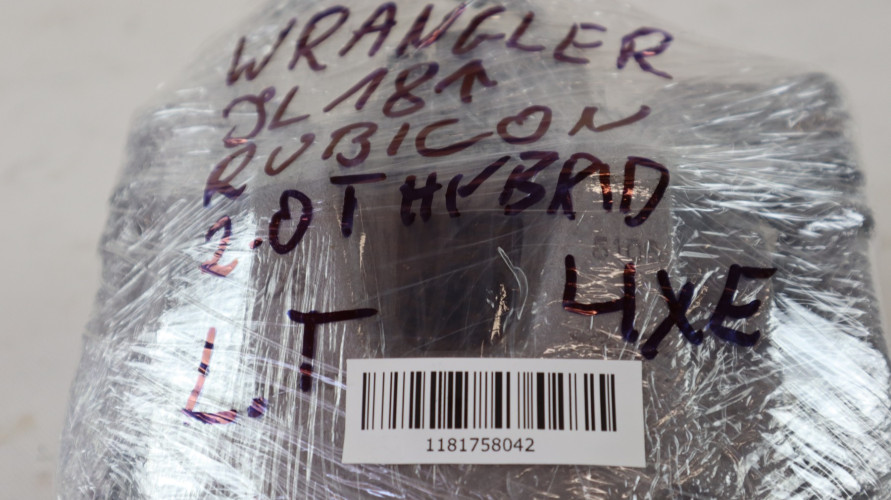 WRANGLER
JL 18↑
RUBICON
2.0T HYBRID
4XE
L.T
1181758042